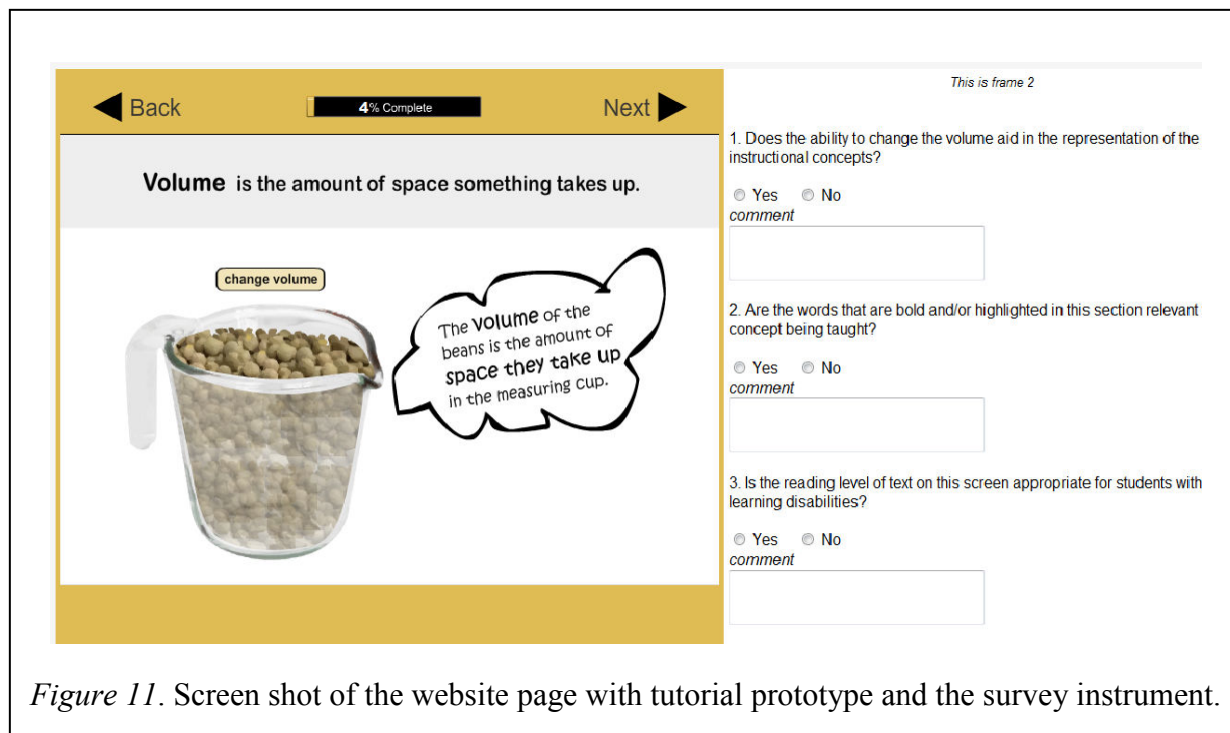 Back
4% Complete
Next
Volume is the amount of space something takes up.
change volume
The volume of the
beans is the amount of
space they take up
in the measuring cup.
This is frame 2
1. Does the ability to change the volume aid in the representation of the
instructional concepts?
Yes No
comment
2. Are the words that are bold and/or highlighted in this section relevant
concept being taught?
Yes No
comment
3. Is the reading level of text on this screen appropriate for students with
learning disabilities?
Yes No
comment
Figure 11. Screen shot of the website page with tutorial prototype and the survey instrument.